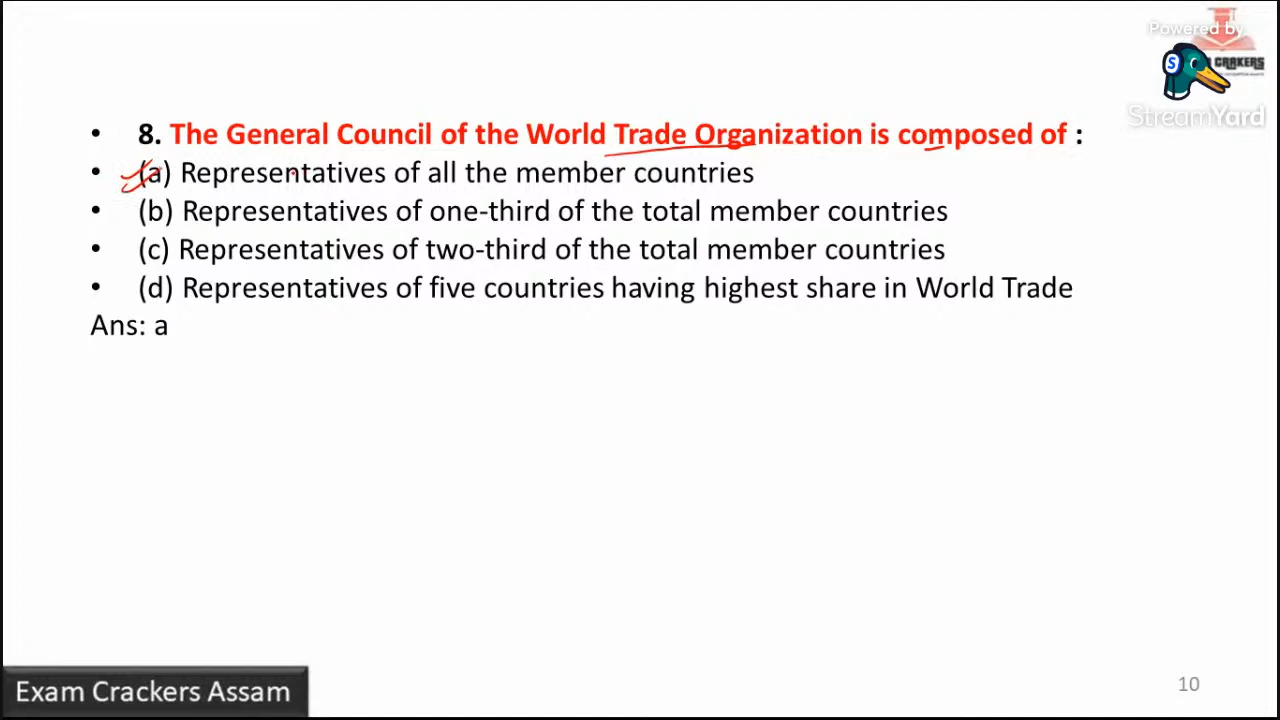 Powered by
CRAKERS
StreamYard
• 8. The General Council of the World Trade Organization is composed of :
• (a) Representatives of all the member countries
• (b) Representatives of one-third of the total member countries
• (c) Representatives of two-third of the total member countries
• (d) Representatives of five countries having highest share in World Trade
Ans: a
Exam Crackers Assam
10